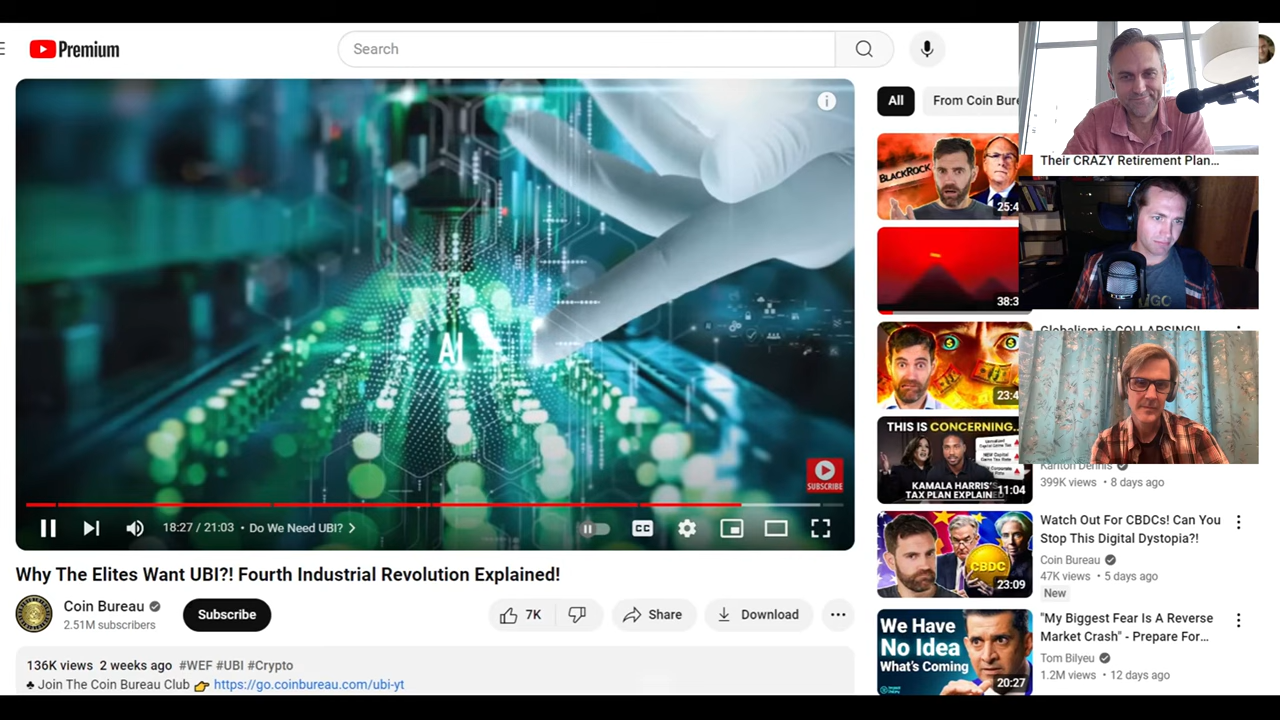 Premium
Search
AI
SUBSCRIBE
18:27 / 21:03 • Do We Need UBI?
CC
Why The Elites Want UBI?! Fourth Industrial Revolution Explained!
Coin Bureau
2.51M subscribers
Subscribe
7K
Share
Download
136K views 2 weeks ago #WEF #UBI #Crypto
♣ Join The Coin Bureau Club 👉 https://go.coinbureau.com/ubi-yt
All
From Coin Bure
BLACKROCK
25:4
Their CRAZY Retirement Plan...
38:3
Globalism is COLLAPSING!!
23:4
THIS IS CONCERNING...
KAMALA HARRIS'S
TAX PLAN EXPLAINED
11:04
Karlton Dennis
399K views • 8 days ago
CBDC
23:09
Watch Out For CBDCs! Can You
Stop This Digital Dystopia?!
Coin Bureau
47K views • 5 days ago
New
We Have
No Idea
What's Coming
20:27
"My Biggest Fear Is A Reverse
Market Crash" - Prepare For...
Tom Bilyeu
1.2M views • 12 days ago